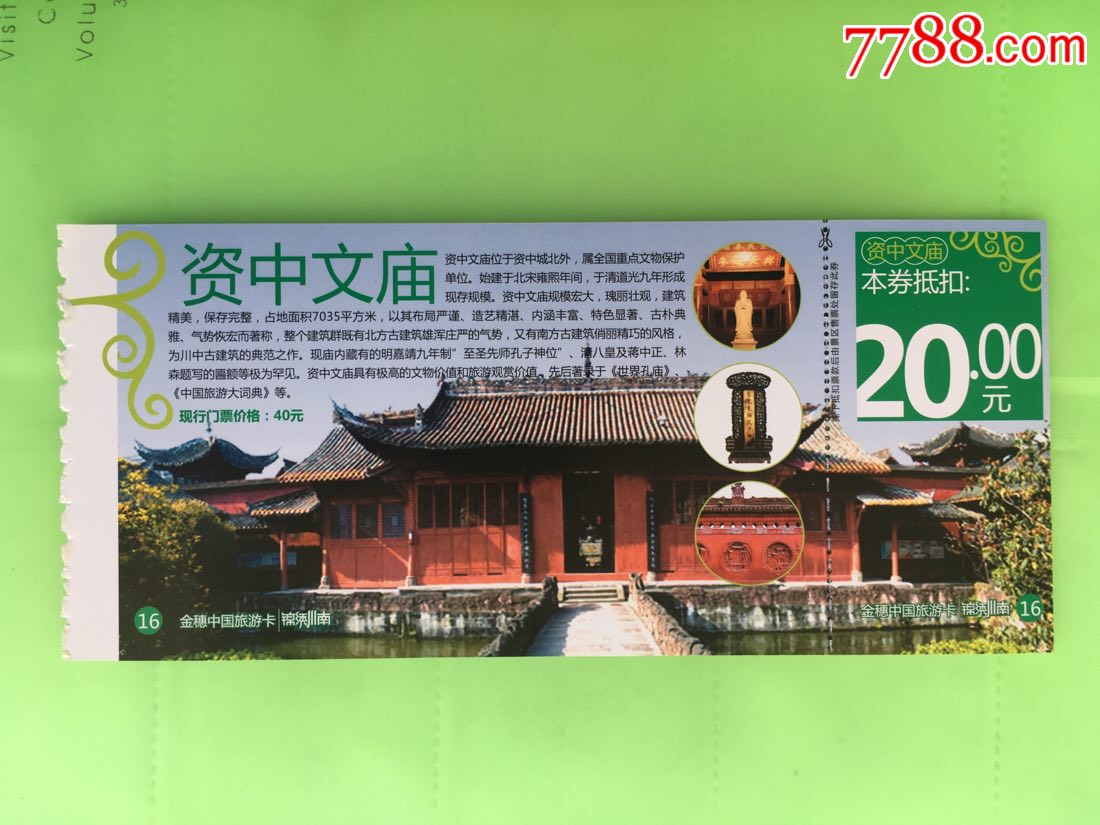 Visit
Co
Volu
3
7788.com
资中文庙
资中文庙位于资中城北外，属全国重点文物保护
单位。始建于北宋雍熙年间，于清道光九年形成
现存规模。资中文庙规模宏大，瑰丽壮观，建筑
精美，保存完整，占地面积7035平方米，以其布局严谨、造艺精湛、内涵丰富、特色显著、古朴典
雅、气势恢宏而著称，整个建筑群既有北方古建筑雄浑庄严的气势，又有南方古建筑俏丽精巧的风格，
为川中古建筑的典范之作。现庙内藏有的明嘉靖九年制”至圣先师孔子神位”、清八皇及蒋中正、林
森题写的匾额等极为罕见。资中文庙具有极高的文物价值和旅游观赏价值。先后著录于《世界孔庙》、
《中国旅游大词典》等。
现行门票价格：40元
16 金穗中国旅游卡 锦绣川南
资中文庙
本券抵扣：
20.00
元
金穗中国旅游卡 锦绣川南 16